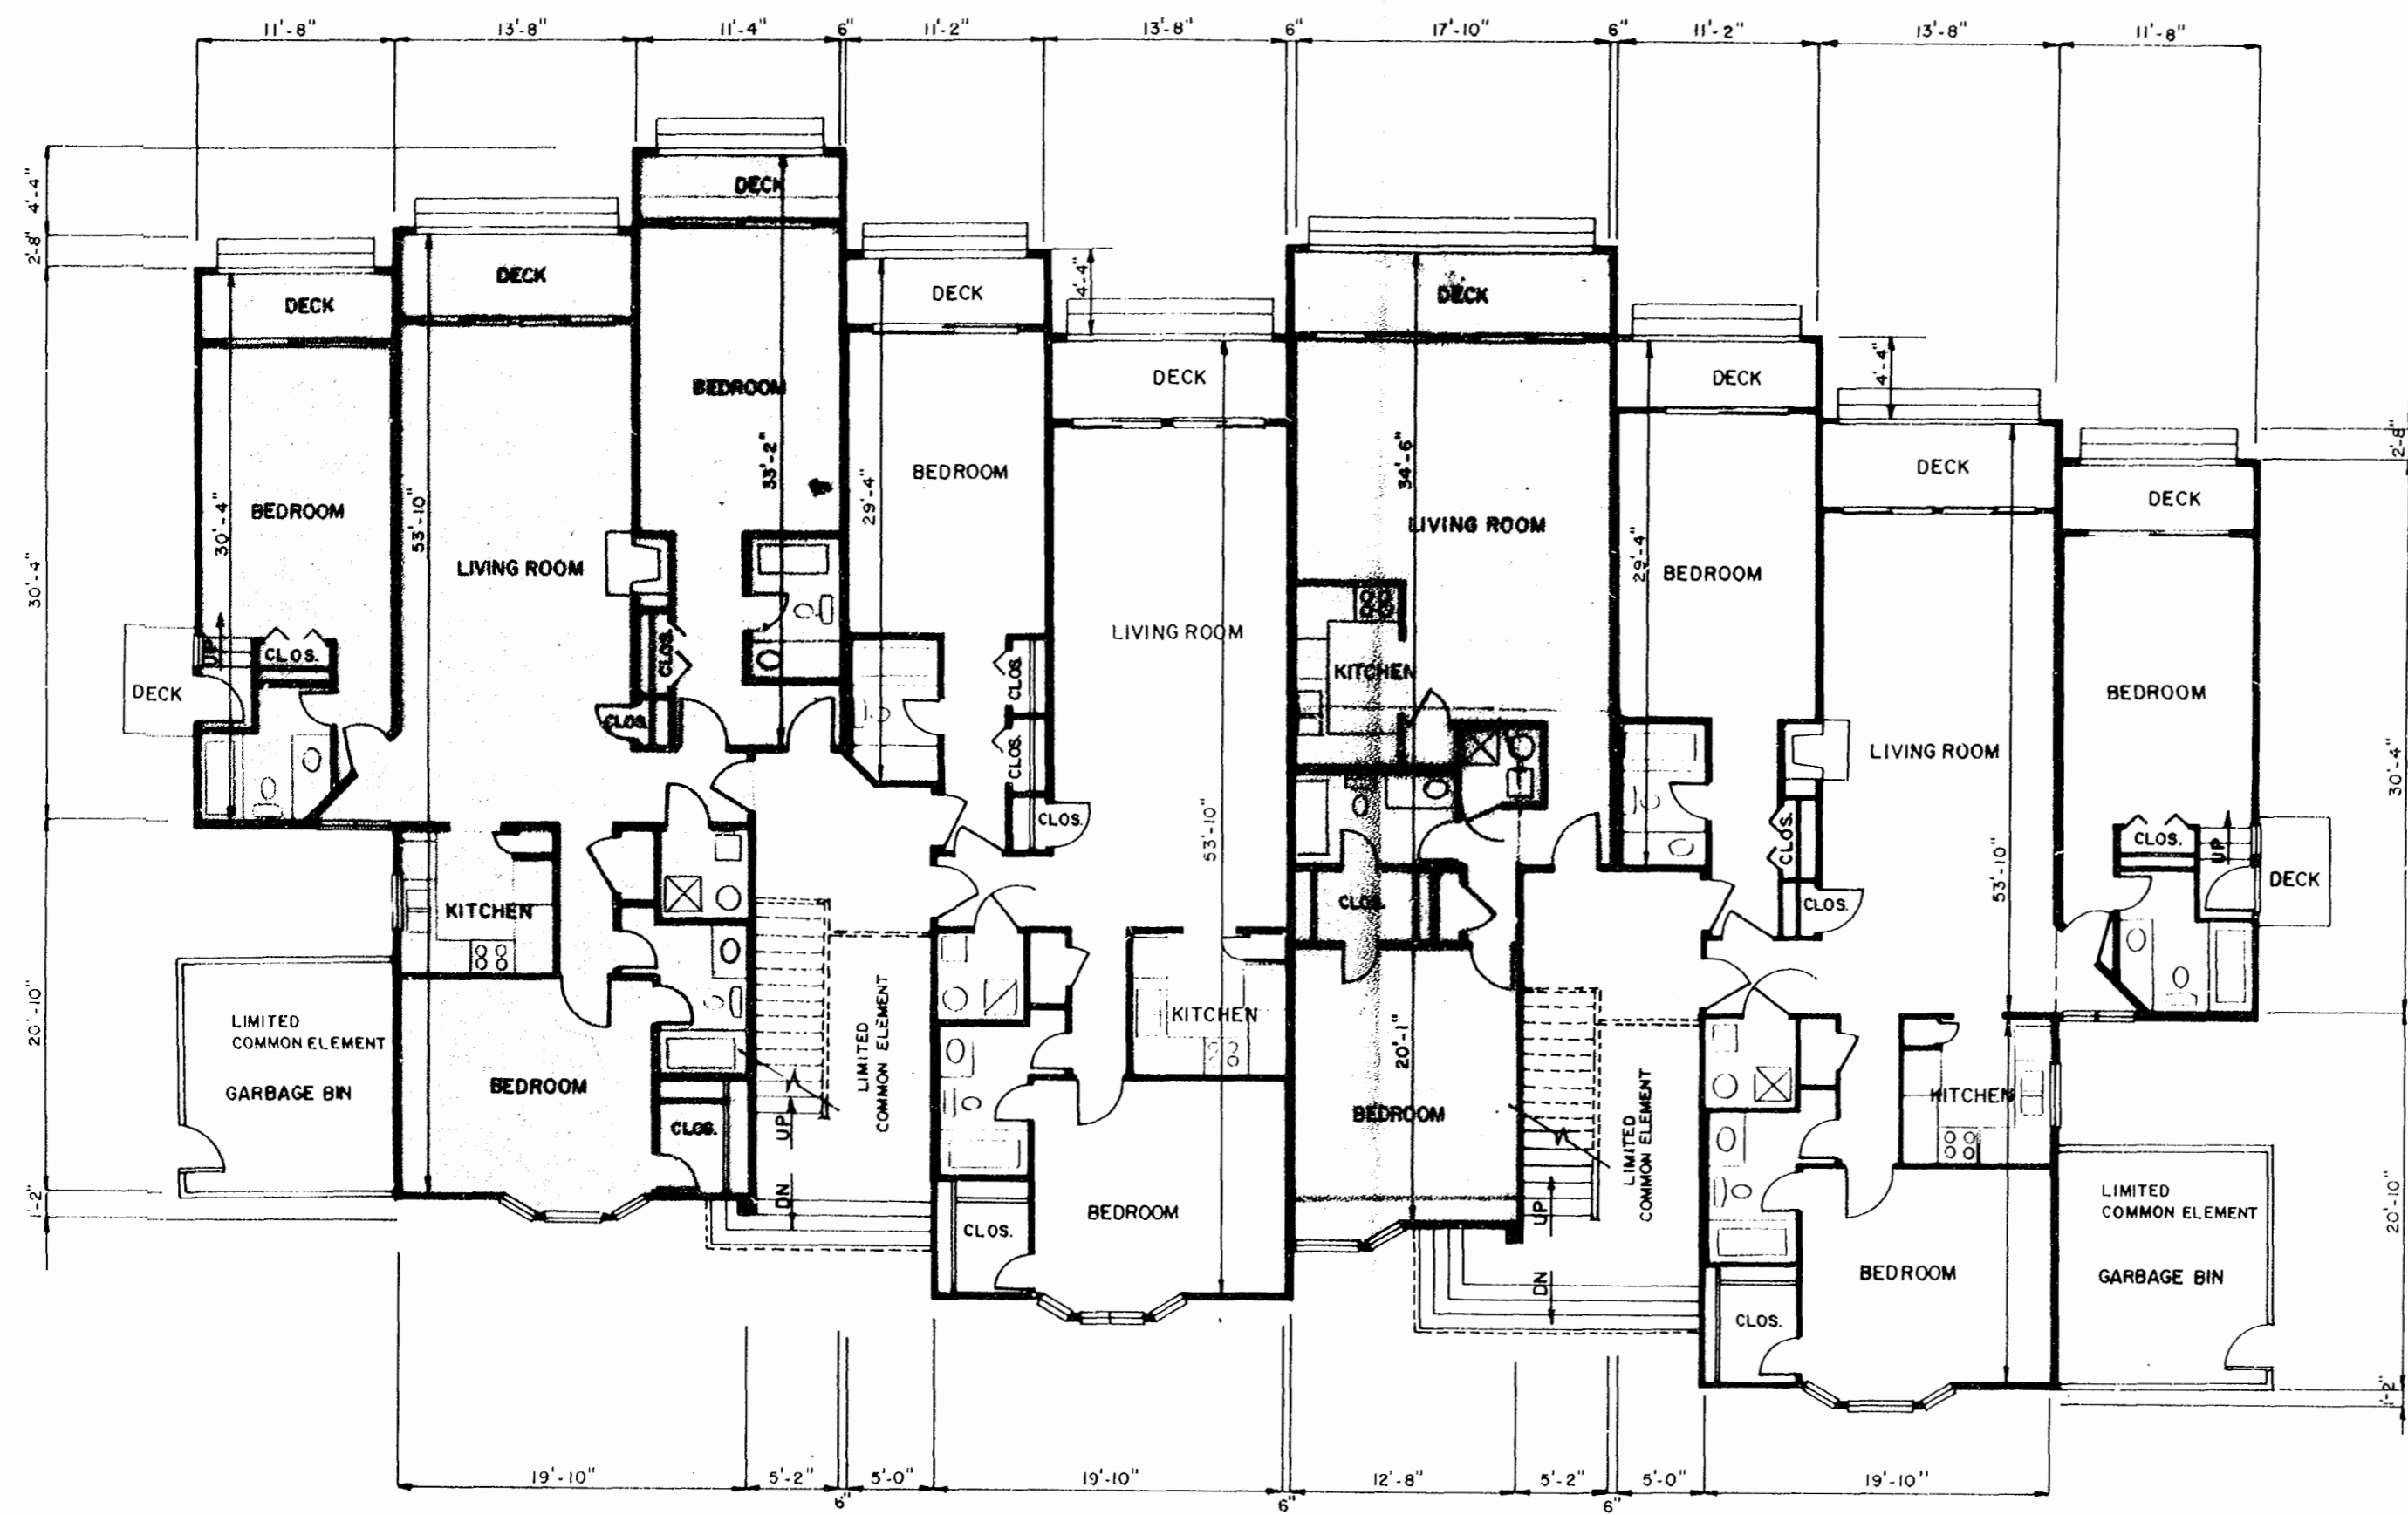 11'-8"
13'-8
11'-4"
6"
11'-2"
13'-8"
6"
17'-10"
6"
11'-2"
13'-8"
11'-8"
4'-4"
2'-8"
30'-4"
20'-10"
1'-2"
DECK
DECK
DECK
DECK
4'-4"
DECK
DECK
DECK
4'-4"
DECK
DECK
2'-8"
30'-4"
20'-10"
1'-2"
BEDROOM
30'-4"
53'-10"
LIVING ROOM
BEDROOM
33'-2"
29'-4"
BEDROOM
LIVING ROOM
53'-10"
34'-6"
LIVING ROOM
29'-4"
BEDROOM
LIVING ROOM
53'-10"
BEDROOM
UP
CLOS.
DECK
CLOS.
CLOS.
CLOS.
CLOS.
CLOS.
KITCHEN
CLOS.
CLOS.
CLOS.
CLOS.
UP
DECK
KITCHEN
LIMITED
COMMON ELEMENT
GARBAGE BIN
BEDROOM
CLOS.
UP
DN
LIMITED
COMMON ELEMENT
KITCHEN
CLOS.
BEDROOM
20'-1"
BEDROOM
UP
DN
LIMITED
COMMON ELEMENT
KITCHEN
CLOS.
BEDROOM
LIMITED
COMMON ELEMENT
GARBAGE BIN
19'-10"
5'-2"
6"
5'-0"
19'-10"
6"
12'-8"
5'-2"
6"
5'-0"
19'-10"